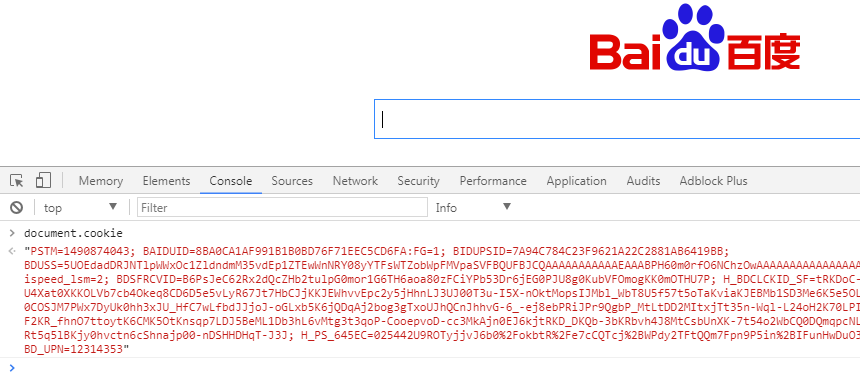 Bai du 百度
Memory Elements Console Sources Network Security Performance Application Audits Adblock Plus
top Filter Info
document.cookie
"PSTM=1490874043; BAIDUID=8BA0CA1AF991B1B0BD76F71EEC5CD6FA:FG=1; BIDUPSID=7A94C784C23F9621A22C2881AB6419BB;
BDUSS=5UOEdadDRJNTlpWWxOc1ZldndmM35vdEp1ZTEwWnNRY08yYTFsWTZobWpFMVpaSVFBQUFBJCQAAAAAAAAAAAEAAABPH60m0rfO6NChzOwAAAAAAAAAAAAAAAA
ispeed_lsm=2; BDSFRCVID=B6PsJeC62Rx2dQcZHb2tulpG0mor1G6TH6aoa80zFCiYPb53Dr6jEG0PJU8g0KubVFOmogKK0mOTHU7P; H_BDCLCKID_SF=tRKDoC-
U4Xat0XKKOLVb7cb4Okeq8CD6D5e5vLyR67Jt7HbCJjKKJEWhvvEpc2y5jHhnLJ3UJ00T3u-I5X-nOktMopsIJMbl_WbT8U5f57t5oTaKviaKJEBMb1SD3Me6K5e5OL
0COSJM7PWx7DyUk0hh3xJU_HfC7wLfbdJJjoJ-oGLxb5K6jQDqAj2bog3gTxoUJhQCnJhhvG-6_-ej8ebPRiJPr9QgbP_MtLtDD2MItxjTt35n-Wql-L24oH2K70LPI
F2KR_fhnO7ttoytK6CMK5OtKnsqp7LDJ5BeML1Db3hL6vMtg3t3qoP-CooepvoD-cc3MkAjn0EJ6kjtRKD_DKQb-3bKRbvh4J8MtCsbUnXK-7t54o2WbCQ0DQmqpcNL
Rt5q51BKjy0hvctn6cShnajp00-nDSHHDHqT-J3J; H_PS_645EC=025442U9ROTyjjvJ6b0%2FokbtR%2Fe7cCQTcj%2BWPdy2TFtQQm7Fpn9P5in%2BIFunHwDuO3
BD_UPN=12314353"